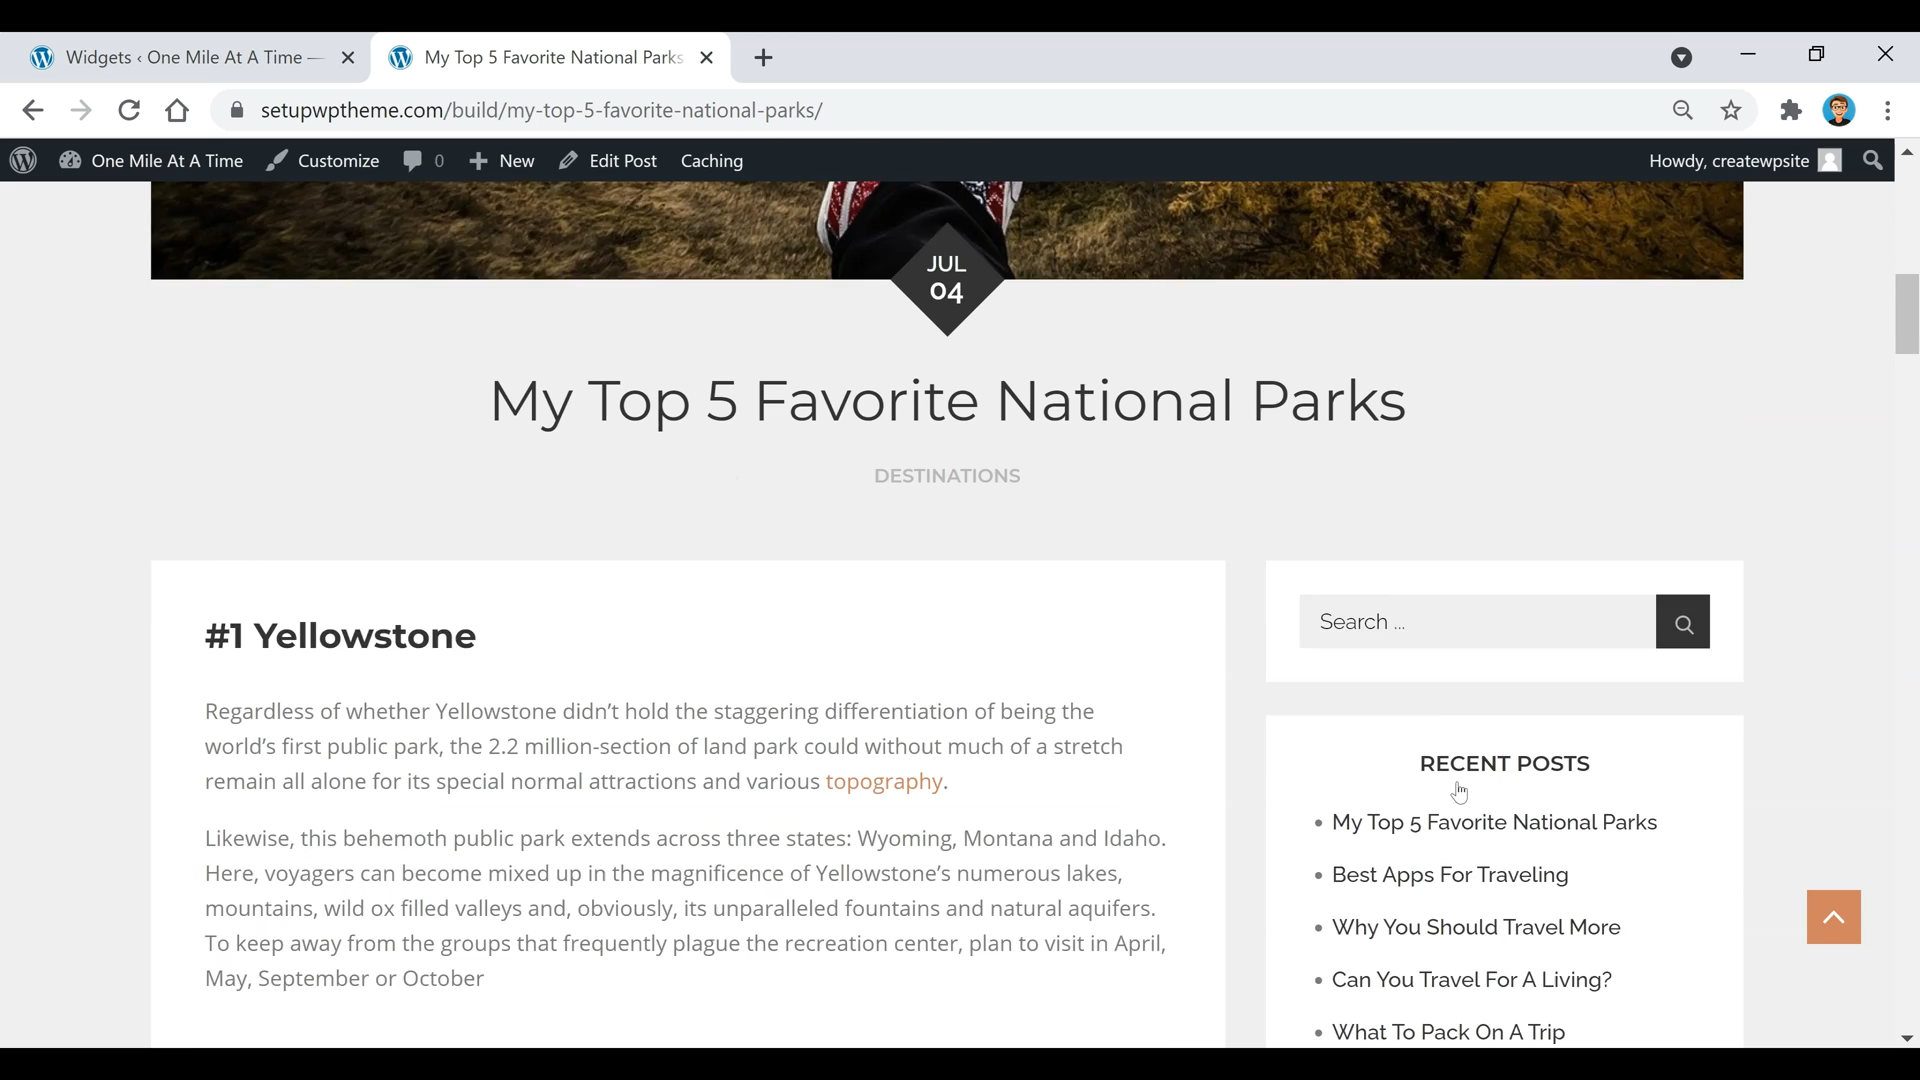 Widgets ‹ One Mile At A Time —
My Top 5 Favorite National Parks
setupwptheme.com/build/my-top-5-favorite-national-parks/
One Mile At A Time Customize 0 New Edit Post Caching Howdy, createwpsite
JUL
04
My Top 5 Favorite National Parks
DESTINATIONS
#1 Yellowstone
Regardless of whether Yellowstone didn’t hold the staggering differentiation of being the
world’s first public park, the 2.2 million-section of land park could without much of a stretch
remain all alone for its special normal attractions and various topography.
Likewise, this behemoth public park extends across three states: Wyoming, Montana and Idaho.
Here, voyagers can become mixed up in the magnificence of Yellowstone’s numerous lakes,
mountains, wild ox filled valleys and, obviously, its unparalleled fountains and natural aquifers.
To keep away from the groups that frequently plague the recreation center, plan to visit in April,
May, September or October
Search ...
RECENT POSTS
• My Top 5 Favorite National Parks
• Best Apps For Traveling
• Why You Should Travel More
• Can You Travel For A Living?
• What To Pack On A Trip